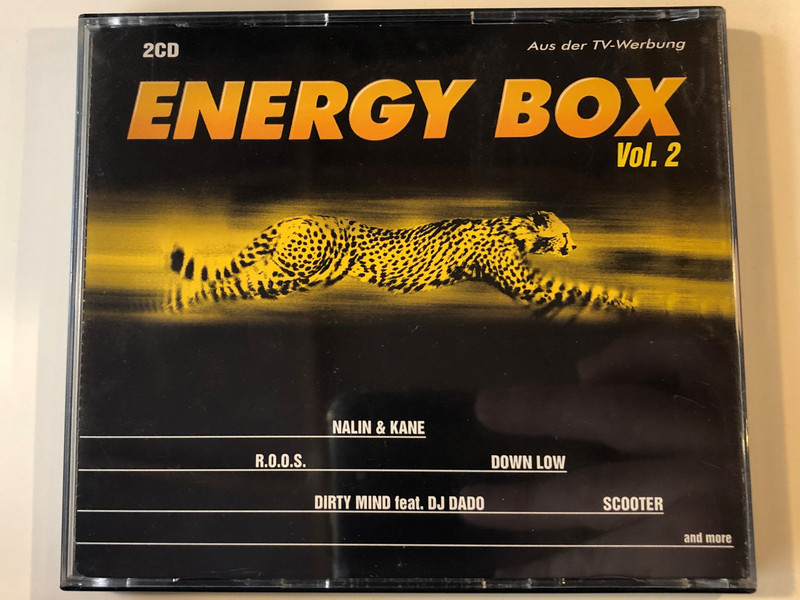 2CD
Aus der TV-Werbung
ENERGY BOX
Vol. 2
NALIN & KANE
R.O.O.S. DOWN LOW
DIRTY MIND feat. DJ DADO SCOOTER
and more